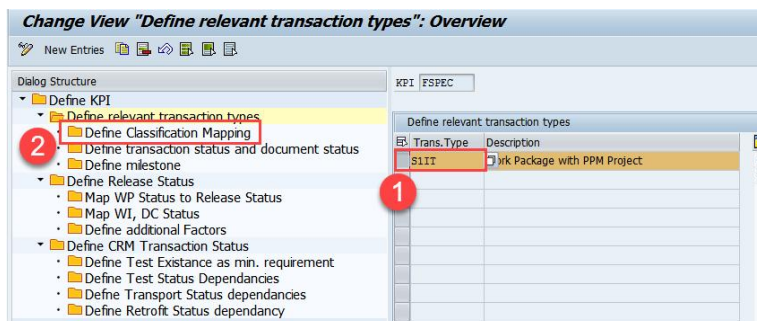 Change View "Define relevant transaction types": Overview
New Entries
Dialog Structure
Define KPI
Define relevant transaction types
Define Classification Mapping
Define transaction status and document status
Define milestone
Define Release Status
Map WP Status to Release Status
Map WI, DC Status
Define additional Factors
Define CRM Transaction Status
Define Test Existance as min. requirement
Define Test Status Dependancies
Defne Transport Status dependancies
Define Retrofit Status dependancy
2
KPI FSPEC
Define relevant transaction types
Trans.Type Description
S1IT ork Package with PPM Project
1